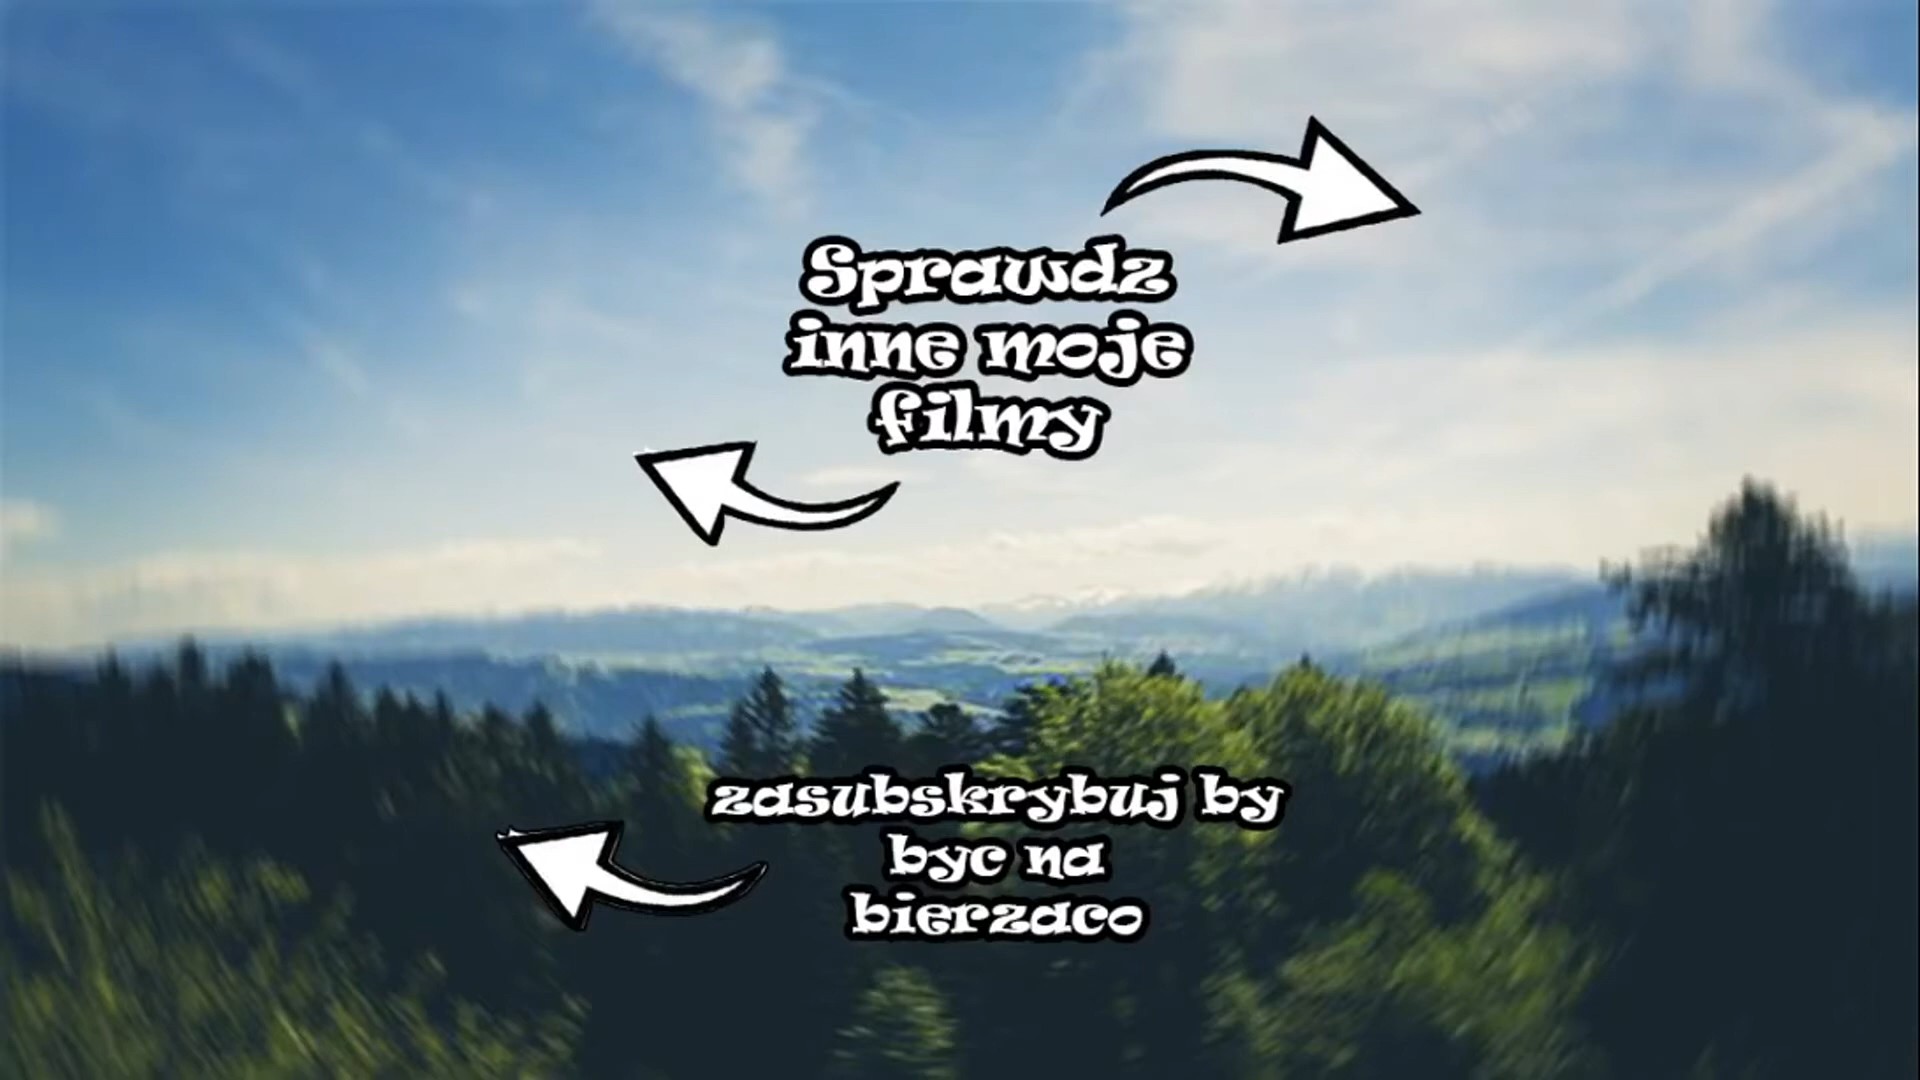 Sprawdz
inne moje
filmy
zasubskrybuj by
byc na
bierzaco